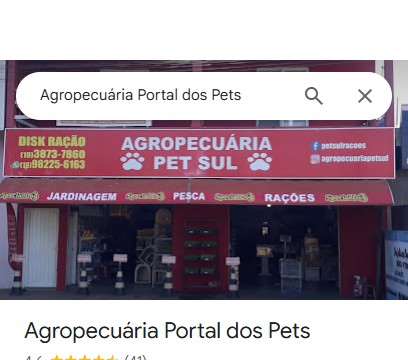 Agropecuária Portal dos Pets
DISK RAÇÃO
(19)3873-7860
(19)98225-6163
AGROPECUÁRIA
PET SUL
petsulracoes
agropecuariapetsul
JARDINAGEM
PESCA
RAÇÕES
Agropecuária Portal dos Pets
4,6
(41)